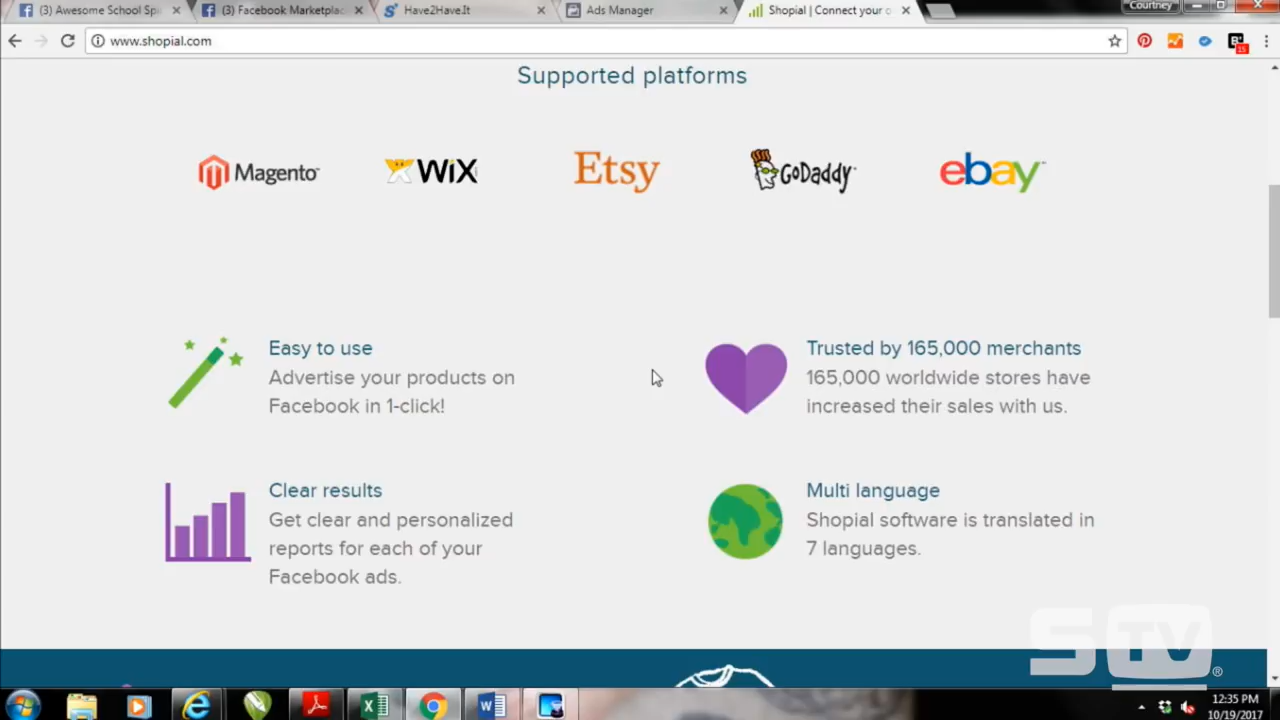 (3) Awesome School Spi
(3) Facebook Marketplac
Have2Have.It
Ads Manager
Shopial | Connect your o
Courtney
www.shopial.com
15
Supported platforms
Magento
WiX
Etsy
GoDaddy
ebay
Easy to use
Advertise your products on
Facebook in 1-click!
Trusted by 165,000 merchants
165,000 worldwide stores have
increased their sales with us.
Clear results
Get clear and personalized
reports for each of your
Facebook ads.
Multi language
Shopial software is translated in
7 languages.
STV®
12:35 PM
10/19/2017